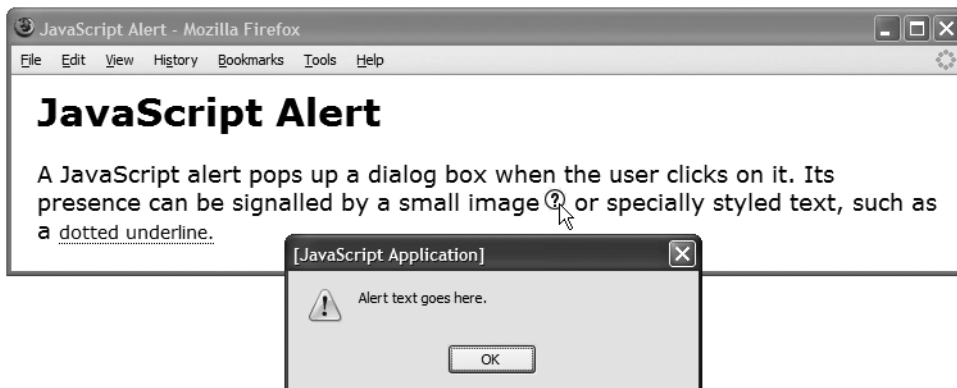 JavaScript Alert - Mozilla Firefox
File Edit View History Bookmarks Tools Help
JavaScript Alert
A JavaScript alert pops up a dialog box when the user clicks on it. Its
presence can be signalled by a small image ? or specially styled text, such as
a dotted underline.
[JavaScript Application]
Alert text goes here.
OK